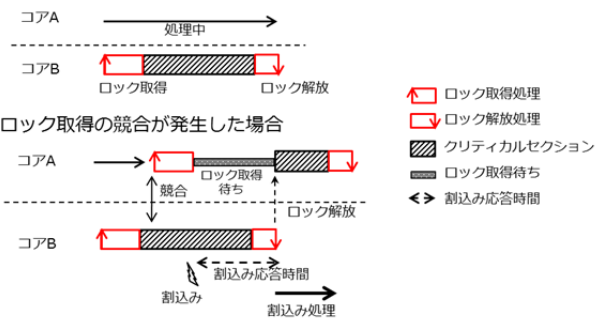 コアA
処理中
コアB
ロック取得
ロック解放
ロック取得の競合が発生した場合
コアA
ロック取得
待ち
競合
ロック解放
コアB
割込み応答時間
割込み
割込み処理
ロック取得処理
ロック解放処理
クリティカルセクション
ロック取得待ち
割込み応答時間